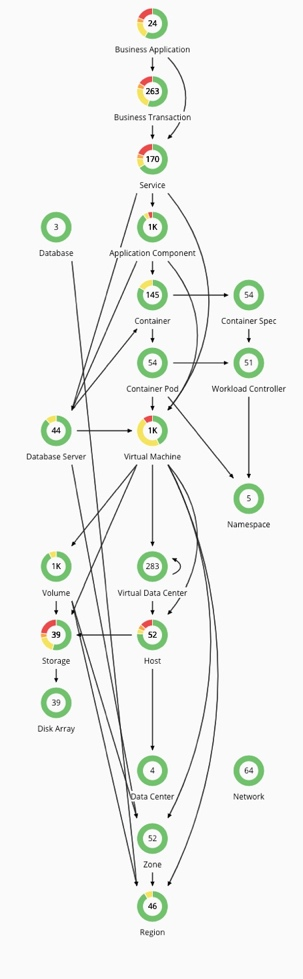 24
Business Application
263
Business Transaction
170
Service
3
Database
1K
Application Component
145
Container
54
Container Spec
54
Container Pod
51
Workload Controller
44
Database Server
1K
Virtual Machine
5
Namespace
1K
Volume
283
Virtual Data Center
39
Storage
52
Host
39
Disk Array
4
Data Center
64
Network
52
Zone
46
Region